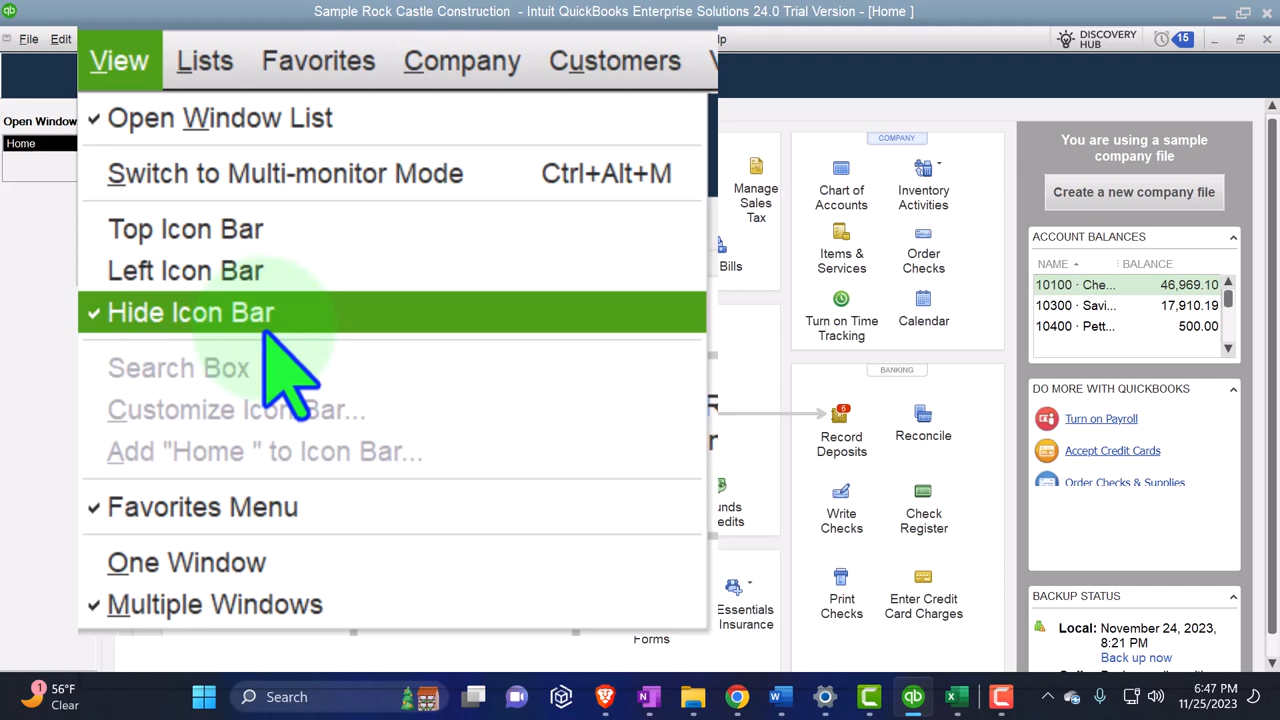 Sample Rock Castle Construction - Intuit QuickBooks Enterprise Solutions 24.0 Trial Version - [Home ]
File Edit
DISCOVERY
HUB
15
View Lists Favorites Company Customers
Open Window List
Switch to Multi-monitor Mode Ctrl+Alt+M
Top Icon Bar
Left Icon Bar
Hide Icon Bar
Search Box
Customize Icon Bar...
Add "Home " to Icon Bar...
Favorites Menu
One Window
Multiple Windows
Open Window
Home
Manage
Sales
Tax
Bills
Essentials
Insurance
Forms
COMPANY
Chart of
Accounts
Inventory
Activities
Items &
Services
Order
Checks
Turn on Time
Tracking
Calendar
BANKING
6
Record
Deposits
Reconcile
Write
Checks
Check
Register
Print
Checks
Enter Credit
Card Charges
You are using a sample
company file
Create a new company file
ACCOUNT BALANCES
NAME BALANCE
10100 · Che... 46,969.10
10300 · Savi... 17,910.19
10400 · Pett... 500.00
DO MORE WITH QUICKBOOKS
Turn on Payroll
Accept Credit Cards
Order Checks & Supplies
BACKUP STATUS
Local: November 24, 2023,
8:21 PM
Back up now
1
56°F
Clear
Search
6:47 PM
11/25/2023